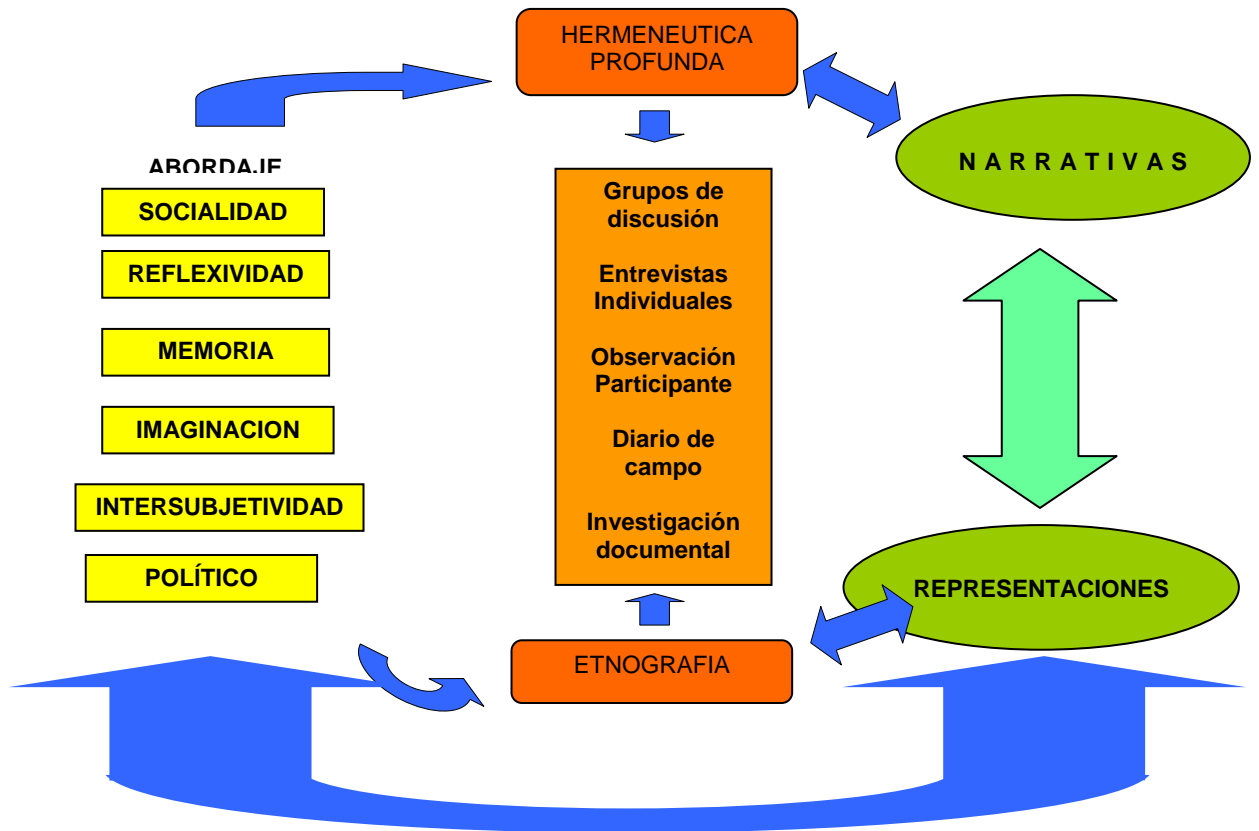 HERMENEUTICA
PROFUNDA
NARRATIVAS
ABORDAJE
SOCIALIDAD
REFLEXIVIDAD
MEMORIA
IMAGINACION
INTERSUBJETIVIDAD
POLÍTICO
Grupos de
discusión
Entrevistas
Individuales
Observación
Participante
Diario de
campo
Investigación
documental
REPRESENTACIONES
ETNOGRAFIA